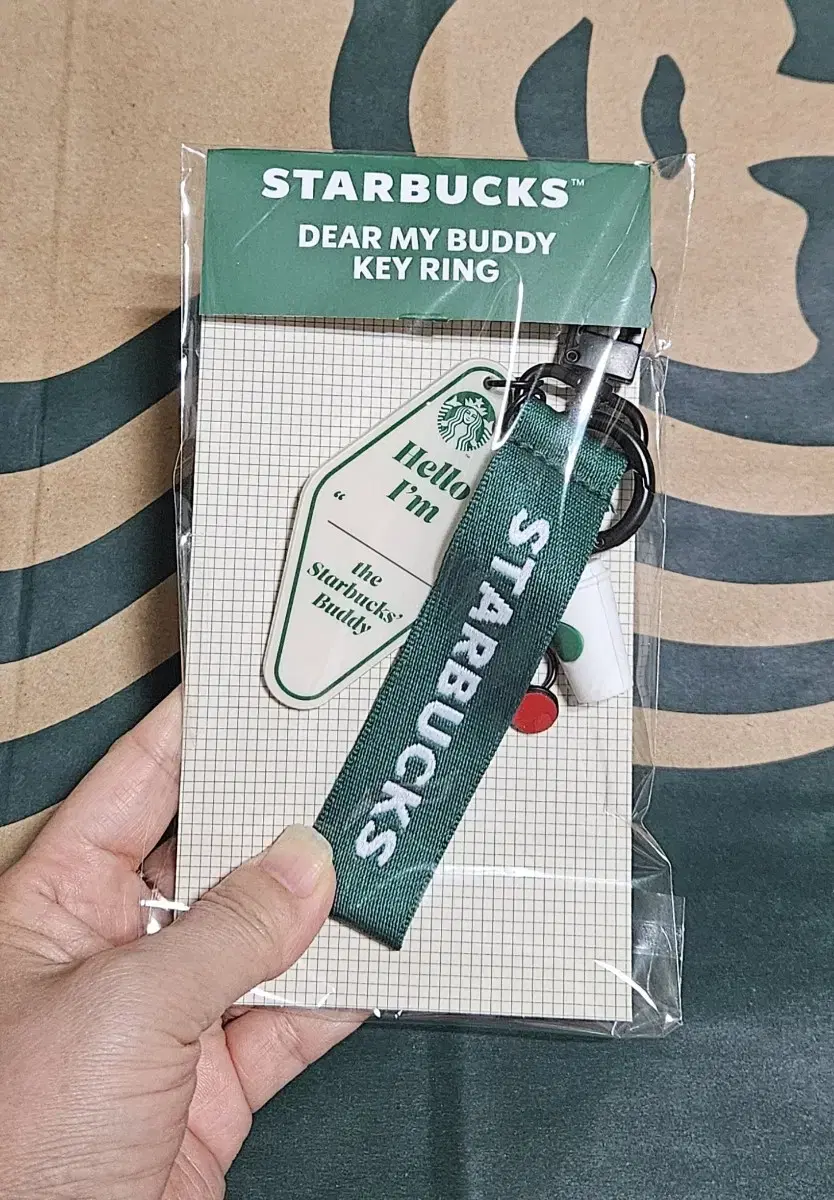 STARBUCKS™
DEAR MY BUDDY
KEY RING
Hello
I'm
“
the
Starbucks'
Buddy
STARBUCKS